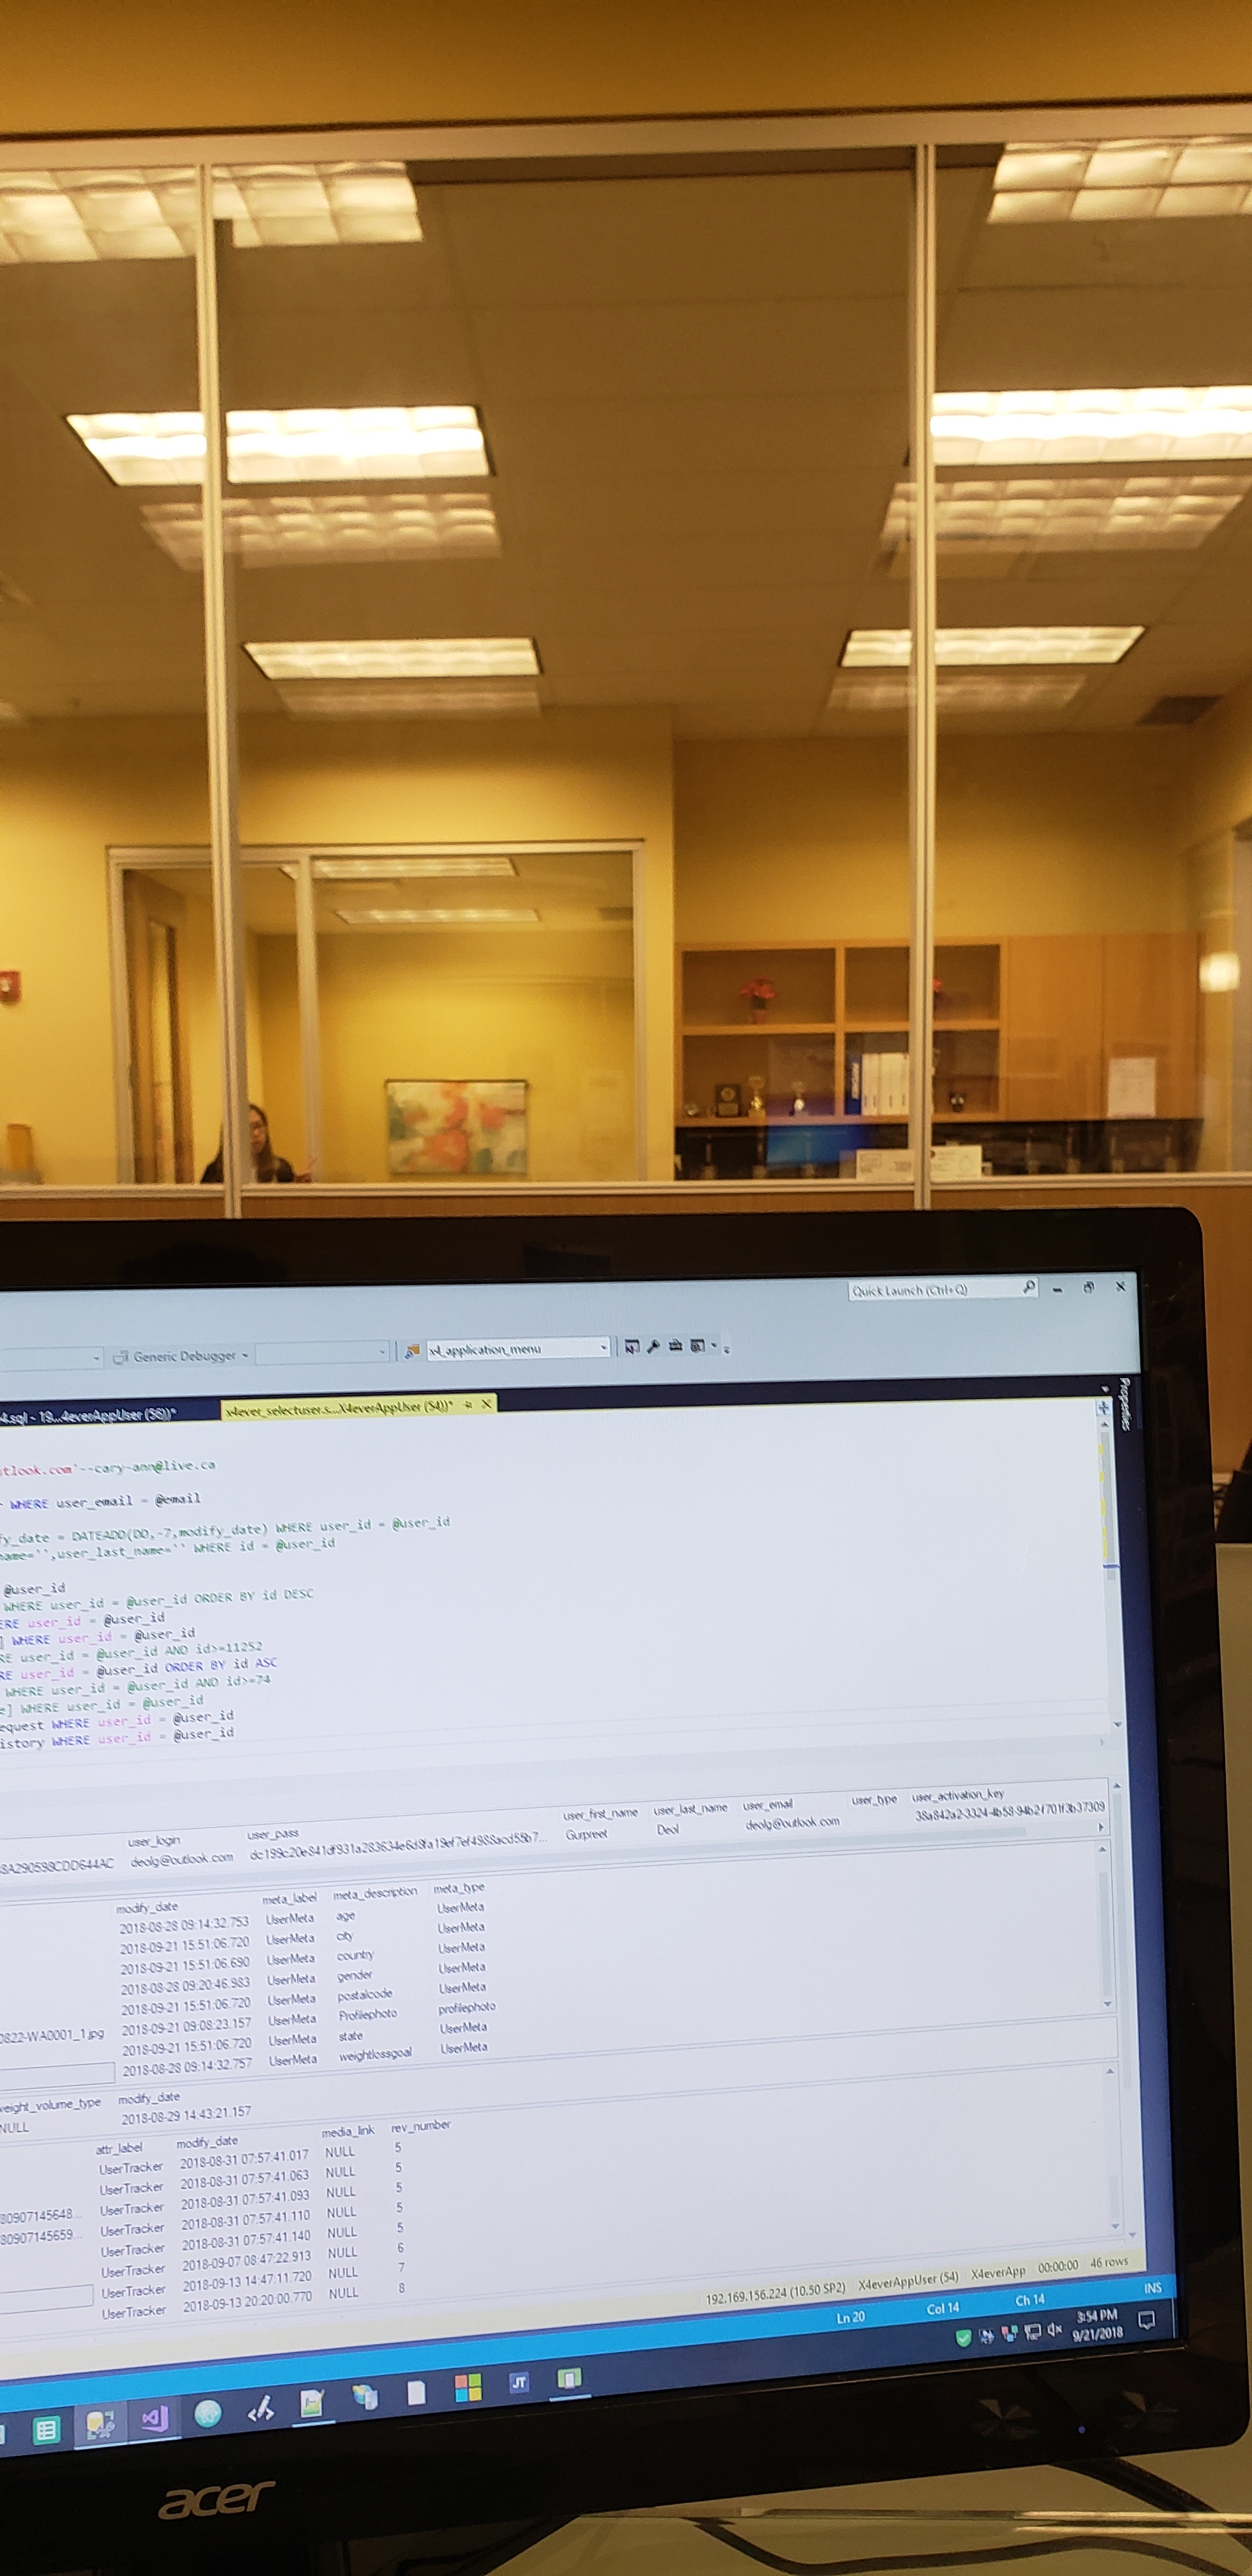 Quick Launch (Ctrl+Q)
Generic Debugger
x4_application_menu
Properties
4.sql - 19...4everAppUser (56))*
x4ever_selectuser.s...X4everAppUser (54))*
utlook.com'--cary-ann@live.ca
WHERE user_email = @email
fy_date = DATEADD(DD,-7,modify_date) WHERE user_id = @user_id
name='',user_last_name='' WHERE id = @user_id
@user_id
WHERE user_id = @user_id ORDER BY id DESC
ERE user_id = @user_id
] WHERE user_id = @user_id
RE user_id = @user_id AND id>=11252
RE user_id = @user_id ORDER BY id ASC
WHERE user_id = @user_id AND id>=74
e] WHERE user_id = @user_id
equest WHERE user_id = @user_id
istory WHERE user_id = @user_id
user_login user_pass user_first_name user_last_name user_email user_type user_activation_key
8A290598CDD644AC deolg@outlook.com Gurpreet Deol deolg@outlook.com
modify_date meta_label meta_description meta_type
2018-08-28 09:14:32.753 UserMeta age UserMeta
2018-09-21 15:51:06.720 UserMeta city UserMeta
2018-09-21 15:51:06.690 UserMeta country UserMeta
2018-08-28 09:20:46.983 UserMeta gender UserMeta
2018-09-21 15:51:06.720 UserMeta postalcode UserMeta
0822-WA0001_1.jpg 2018-09-21 09:08:23.157 UserMeta Profilephoto profilephoto
2018-09-21 15:51:06.720 UserMeta state UserMeta
2018-08-28 09:14:32.757 UserMeta weightlossgoal UserMeta
weight_volume_type modify_date
NULL 2018-08-29 14:43:21.157
attr_label modify_date media_link rev_number
UserTracker 2018-08-31 07:57:41.017 NULL 5
UserTracker 2018-08-31 07:57:41.063 NULL 5
80907145648... UserTracker 2018-08-31 07:57:41.093 NULL 5
80907145659... UserTracker 2018-08-31 07:57:41.110 NULL 5
UserTracker 2018-08-31 07:57:41.140 NULL 5
UserTracker 2018-09-07 08:47:22.913 NULL 6
UserTracker 2018-09-13 14:47:11.720 NULL 7
UserTracker 2018-09-13 20:20:00.770 NULL 8
192.169.156.224 (10.50 SP2) X4everAppUser (54) X4everApp 00:00:00 46 rows
Ln 20 Col 14 Ch 14 INS
3:54 PM
9/21/2018
JT
acer